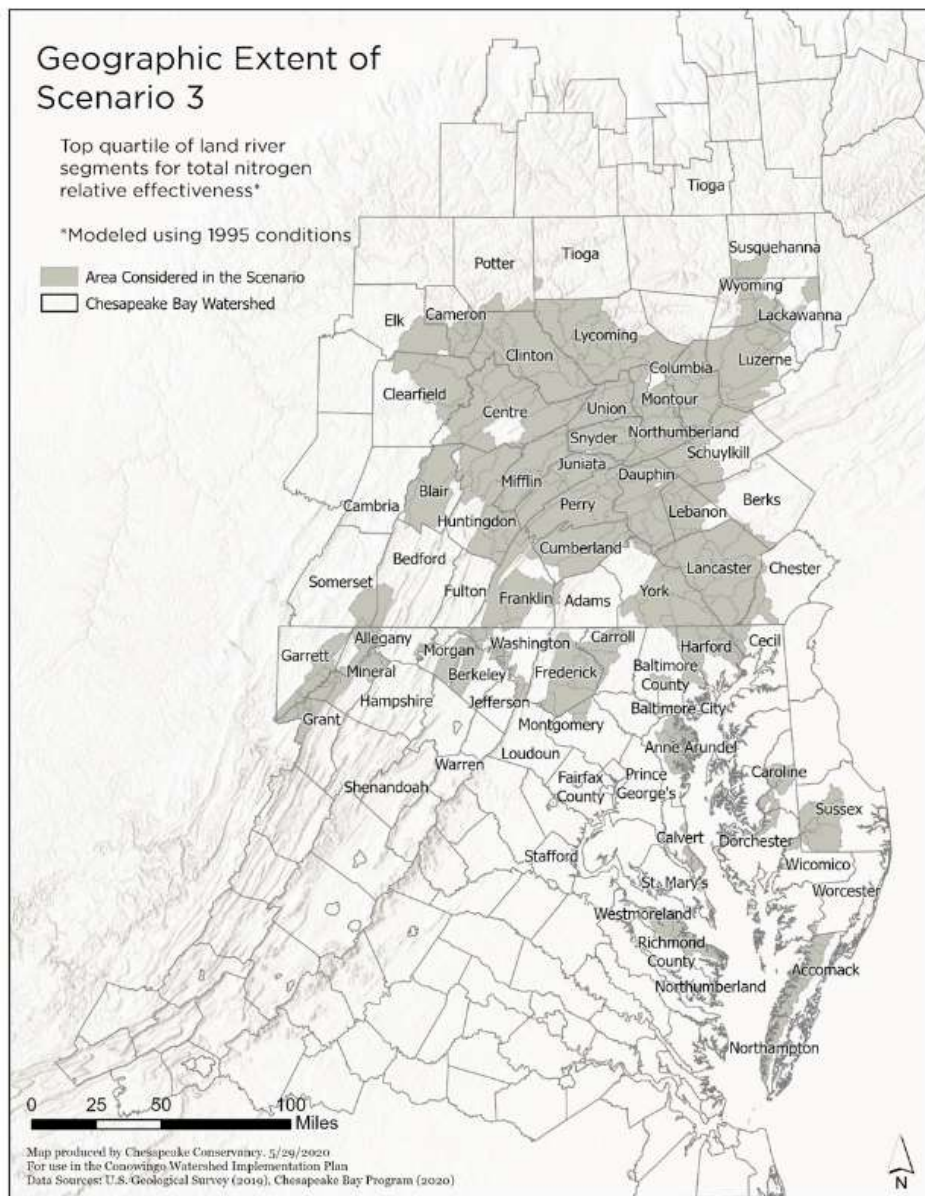 Geographic Extent of
Scenario 3
Top quartile of land river
segments for total nitrogen
relative effectiveness*
*Modeled using 1995 conditions
Area Considered in the Scenario
Chesapeake Bay Watershed
Tioga
Susquehanna
Tioga
Potter
Wyoming
Cameron
Lackawanna
Elk
Lycoming
Clinton
Luzerne
Columbia
Clearfield
Montour
Centre
Union
Northumberland
Snyder
Schuylkill
Juniata
Dauphin
Mifflin
Blair
Berks
Cambria
Perry
Lebanon
Huntingdon
Cumberland
Bedford
Lancaster
Chester
Somerset
Fulton
Franklin
Adams
York
Allegany
Washington
Carroll
Harford
Cecil
Garrett
Morgan
Mineral
Berkeley
Frederick
Baltimore
County
Hampshire
Jefferson
Baltimore City
Grant
Montgomery
Anne Arundel
Loudoun
Warren
Caroline
Shenandoah
Fairfax
County
Prince
George's
Sussex
Calvert
Dorchester
Stafford
Wicomico
St. Mary's
Worcester
Westmoreland
Richmond
County
Accomack
Northumberland
Northampton
0 25 50 100
Miles
Map produced by Chesapeake Conservancy. 5/29/2020
For use in the Conowingo Watershed Implementation Plan
Data Sources: U.S. Geological Survey (2019), Chesapeake Bay Program (2020)
N